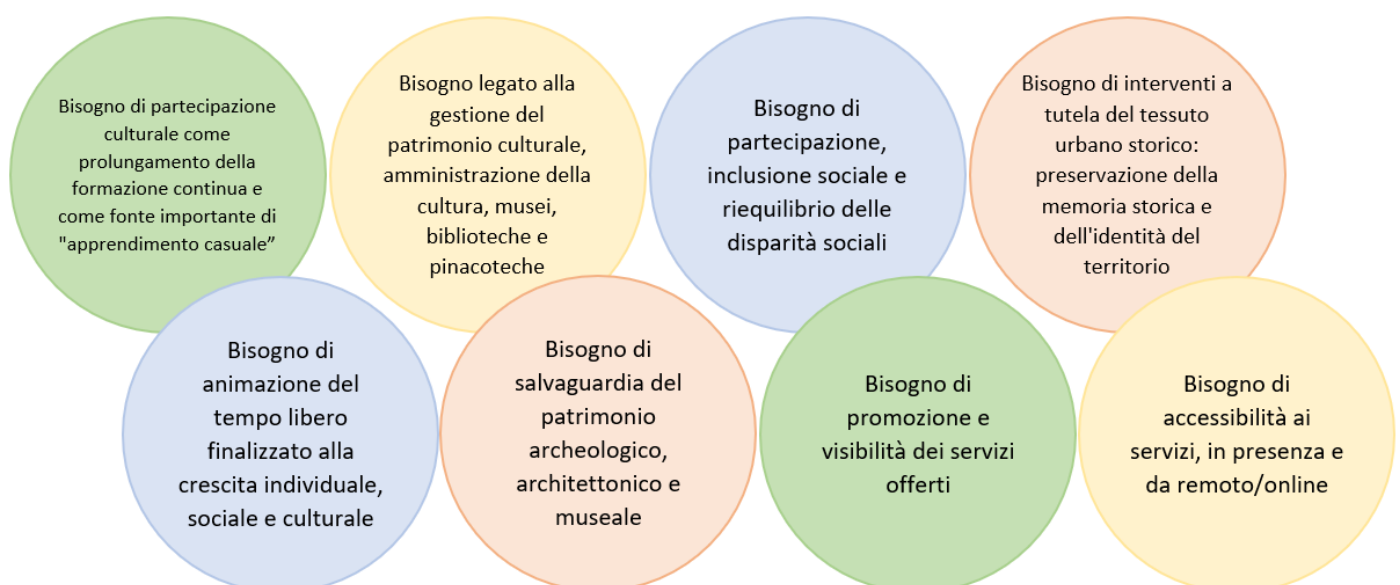 Bisogno di partecipazione
culturale come
prolungamento della
formazione continua e
come fonte importante di
"apprendimento casuale”
Bisogno legato alla
gestione del
patrimonio culturale,
amministrazione della
cultura, musei,
biblioteche e
pinacoteche
Bisogno di
partecipazione,
inclusione sociale e
riequilibrio delle
disparità sociali
Bisogno di interventi a
tutela del tessuto
urbano storico:
preservazione della
memoria storica e
dell'identità del
territorio
Bisogno di
animazione del
tempo libero
finalizzato alla
crescita individuale,
sociale e culturale
Bisogno di
salvaguardia del
patrimonio
archeologico,
architettonico e
museale
Bisogno di
promozione e
visibilità dei servizi
offerti
Bisogno di
accessibilità ai
servizi, in presenza e
da remoto/online